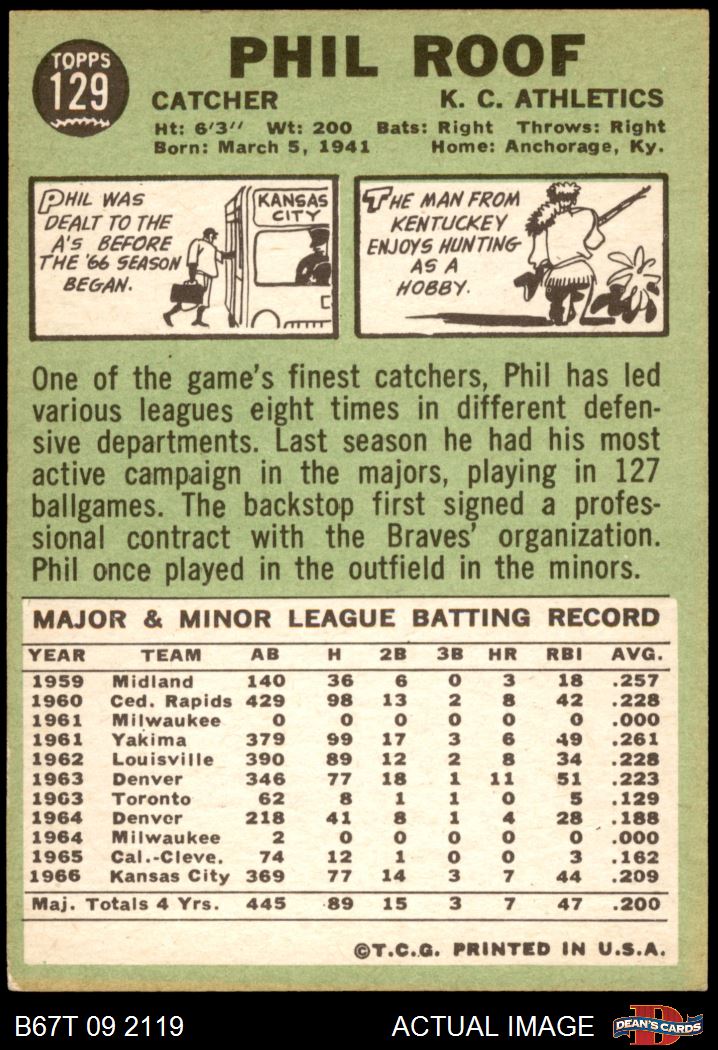 TOPPS
129
PHIL ROOF
CATCHER K. C. ATHLETICS
Ht: 6'3" Wt: 200 Bats: Right Throws: Right
Born: March 5, 1941 Home: Anchorage, Ky.
PHIL WAS
DEALT TO THE
A'S BEFORE
THE '66 SEASON
BEGAN.
KANSAS
CITY
THE MAN FROM
KENTUCKEY
ENJOYS HUNTING
AS A
HOBBY.
One of the game's finest catchers, Phil has led
various leagues eight times in different defen-
sive departments. Last season he had his most
active campaign in the majors, playing in 127
ballgames. The backstop first signed a profes-
sional contract with the Braves' organization.
Phil once played in the outfield in the minors.
MAJOR & MINOR LEAGUE BATTING RECORD
YEAR TEAM AB H 2B 3B HR RBI AVG.
1959 Midland 140 36 6 0 3 18 .257
1960 Ced. Rapids 429 98 13 2 8 42 .228
1961 Milwaukee 0 0 0 0 0 0 .000
1961 Yakima 379 99 17 3 6 49 .261
1962 Louisville 390 89 12 2 8 34 .228
1963 Denver 346 77 18 1 11 51 .223
1963 Toronto 62 8 1 1 0 5 .129
1964 Denver 218 41 8 1 4 28 .188
1964 Milwaukee 2 0 0 0 0 0 .000
1965 Cal.-Cleve. 74 12 1 0 0 3 .162
1966 Kansas City 369 77 14 3 7 44 .209
Maj. Totals 4 Yrs. 445 89 15 3 7 47 .200
©T.C.G. PRINTED IN U.S.A.
B67T 09 2119 ACTUAL IMAGE DEAN'S CARDS